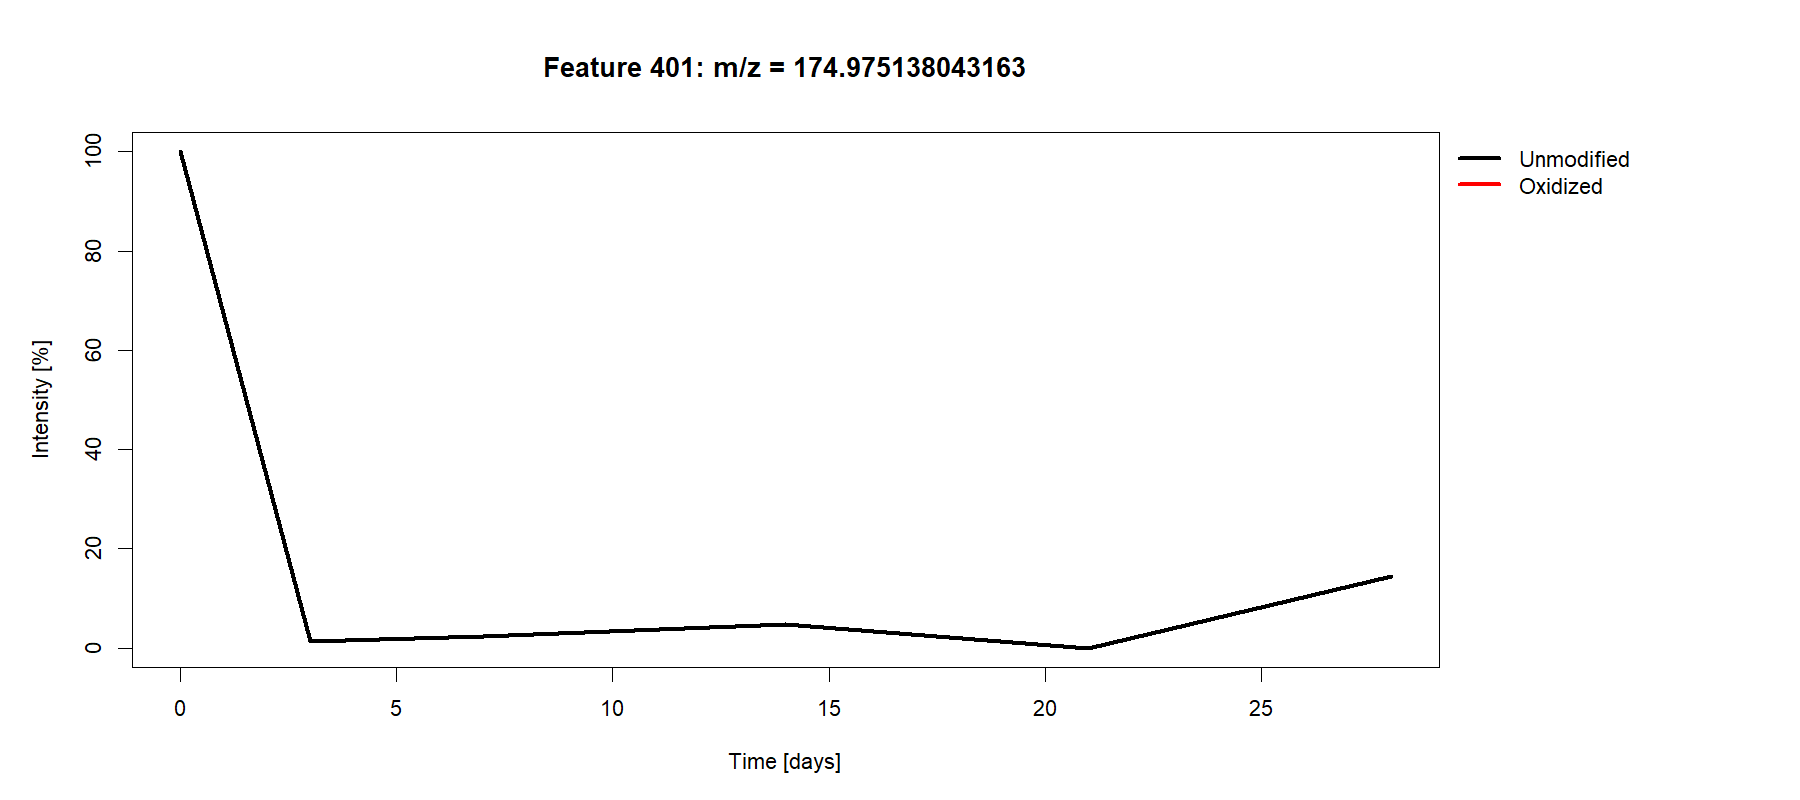 Feature 401: m/z = 174.975138043163
Unmodified
Oxidized
Intensity [%]
100
80
60
40
20
0
0 5 10 15 20 25
Time [days]